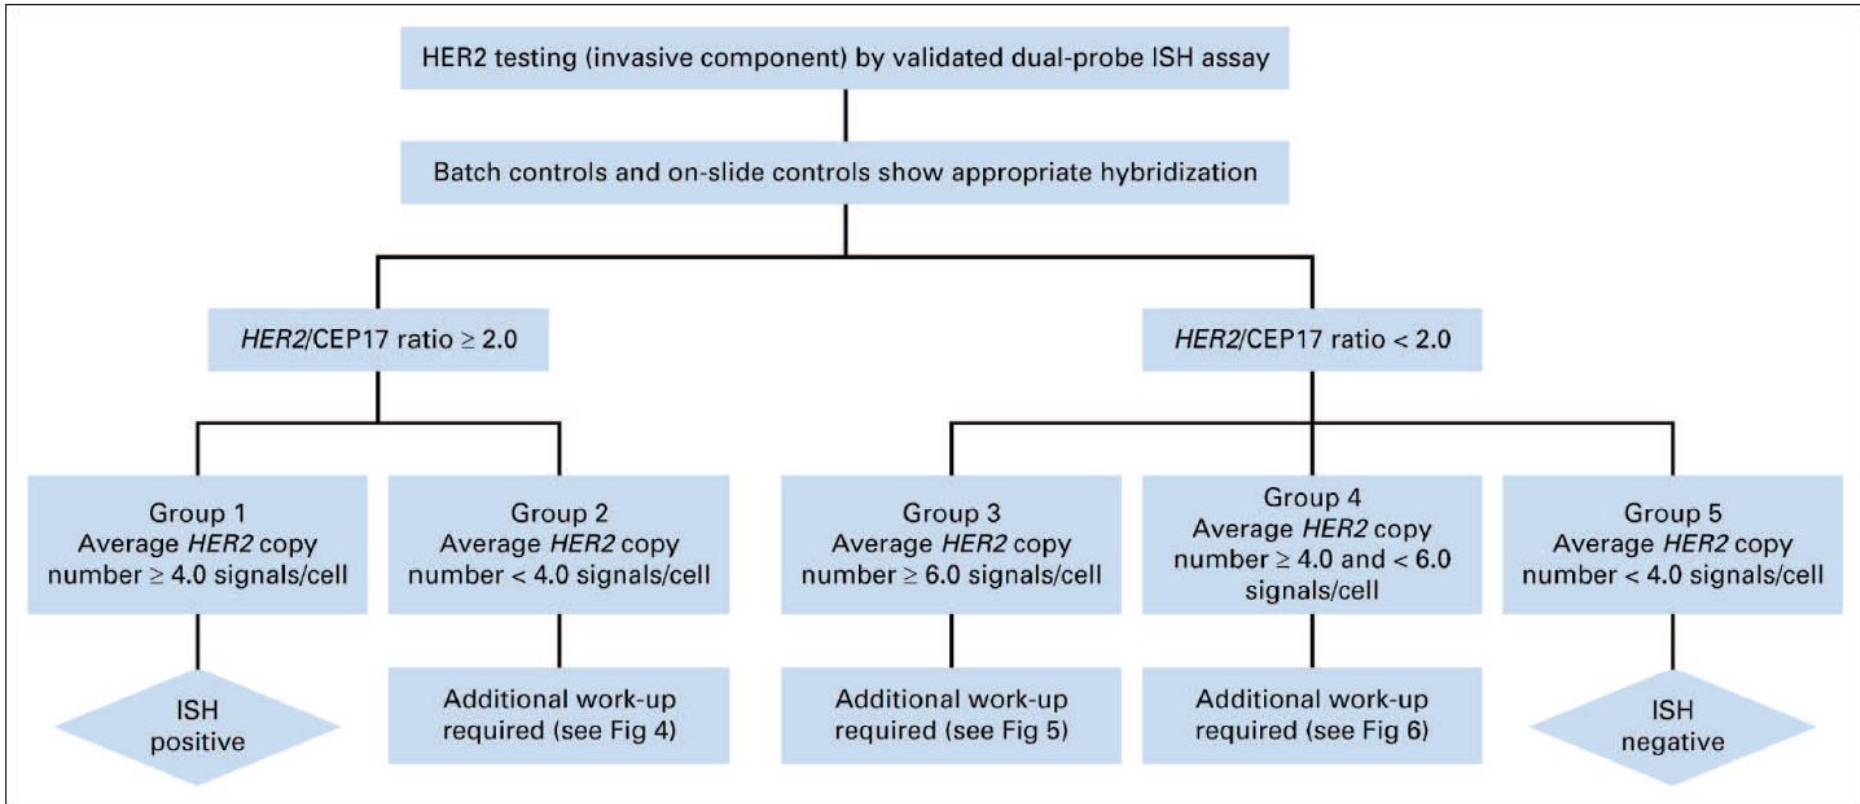 HER2 testing (invasive component) by validated dual-probe ISH assay
Batch controls and on-slide controls show appropriate hybridization
HER2/CEP17 ratio ≥ 2.0
HER2/CEP17 ratio < 2.0
Group 1
Average HER2 copy
number ≥ 4.0 signals/cell
Group 2
Average HER2 copy
number < 4.0 signals/cell
Group 3
Average HER2 copy
number ≥ 6.0 signals/cell
Group 4
Average HER2 copy
number ≥ 4.0 and < 6.0
signals/cell
Group 5
Average HER2 copy
number < 4.0 signals/cell
ISH
positive
Additional work-up
required (see Fig 4)
Additional work-up
required (see Fig 5)
Additional work-up
required (see Fig 6)
ISH
negative